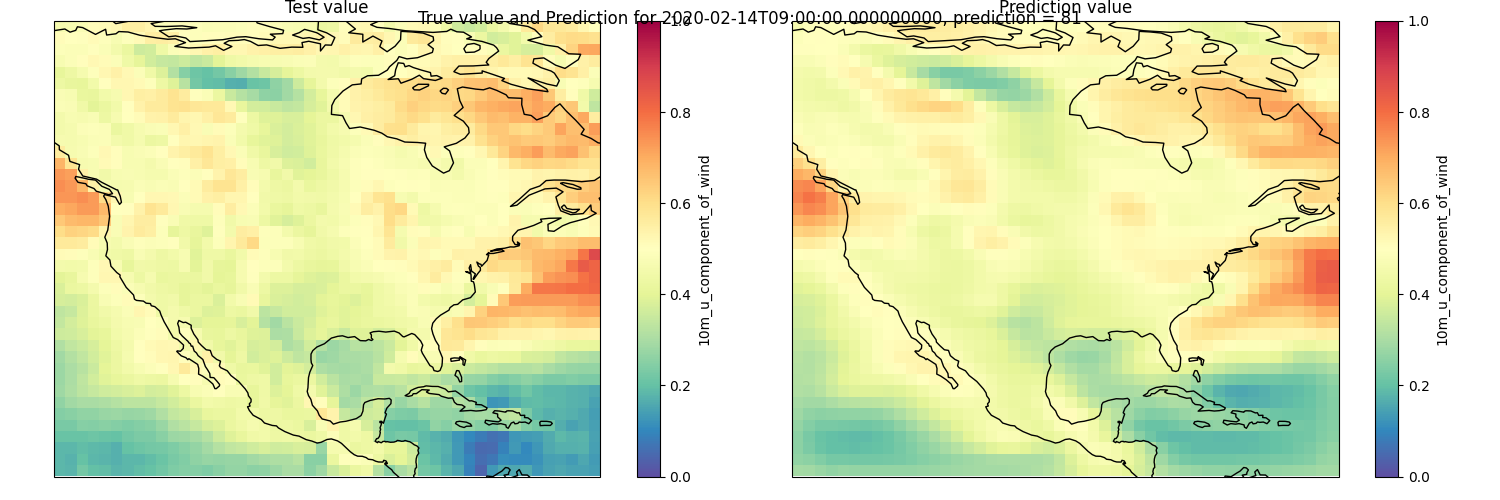 Test value
Prediction value
True value and Prediction for 2020-02-14T09:00:00.000000000, prediction = 81
1.0
0.8
0.6
0.4
0.2
0.0
10m_u_component_of_wind
1.0
0.8
0.6
0.4
0.2
0.0
10m_u_component_of_wind